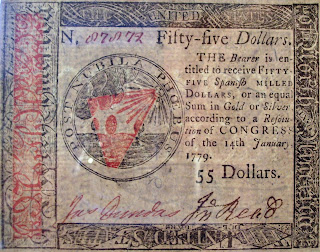 UNITED
N. 87872 Fifty-five Dollars.
THE Bearer is en-
titled to receive FIFTY-
FIVE Spanish MILLED
DOLLARS, or an equal
Sum in Gold or Silver,
according to a Resolu-
tion of CONGRESS
of the 14th January,
1779.
55 Dollars.
POST NUBILA PHOEBUS